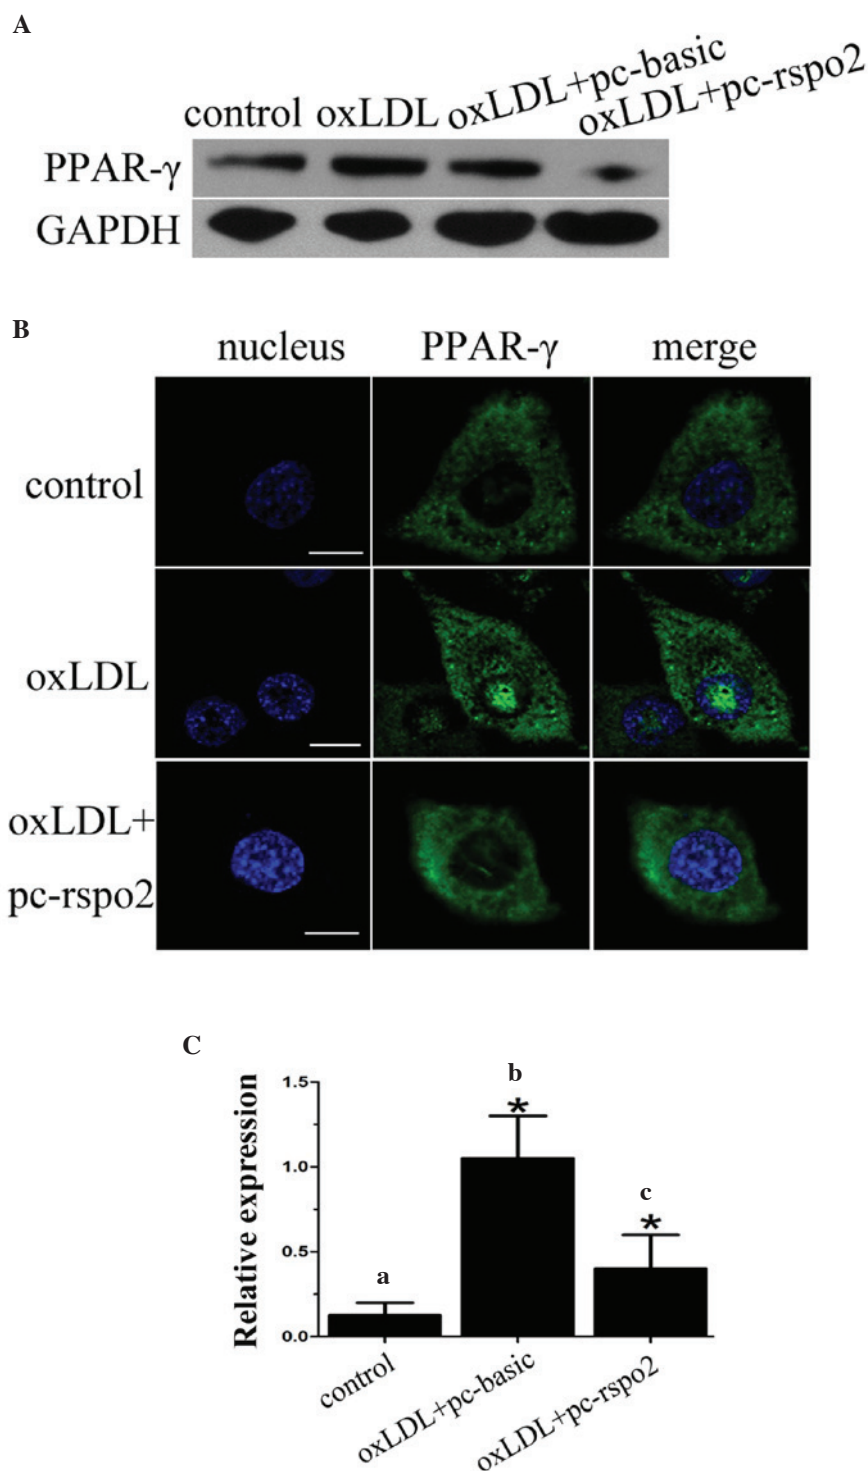 A
control oxLDL oxLDL+pc-basic oxLDL+pc-rspo2
PPAR-γ
GAPDH
B
nucleus PPAR-γ merge
control
oxLDL
oxLDL+
pc-rspo2
C
Relative expression
1.5
1.0
0.5
0.0
a
b
*
c
*
control
oxLDL+pc-basic
oxLDL+pc-rspo2